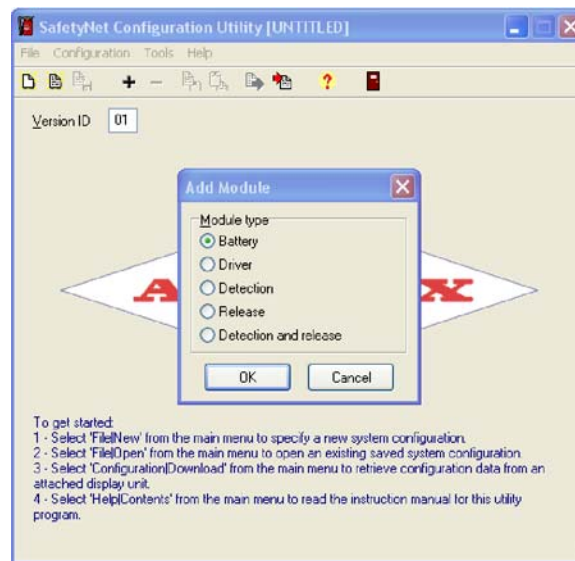 SafetyNet Configuration Utility [UNTITLED]
File Configuration Tools Help
Version ID 01
Add Module
Module type
Battery
Driver
Detection
Release
Detection and release
OK Cancel
A X
To get started:
1 - Select 'File|New' from the main menu to specify a new system configuration.
2 - Select 'File|Open' from the main menu to open an existing saved system configuration.
3 - Select 'Configuration|Download' from the main menu to retrieve configuration data from an
attached display unit.
4 - Select 'Help|Contents' from the main menu to read the instruction manual for this utility
program.